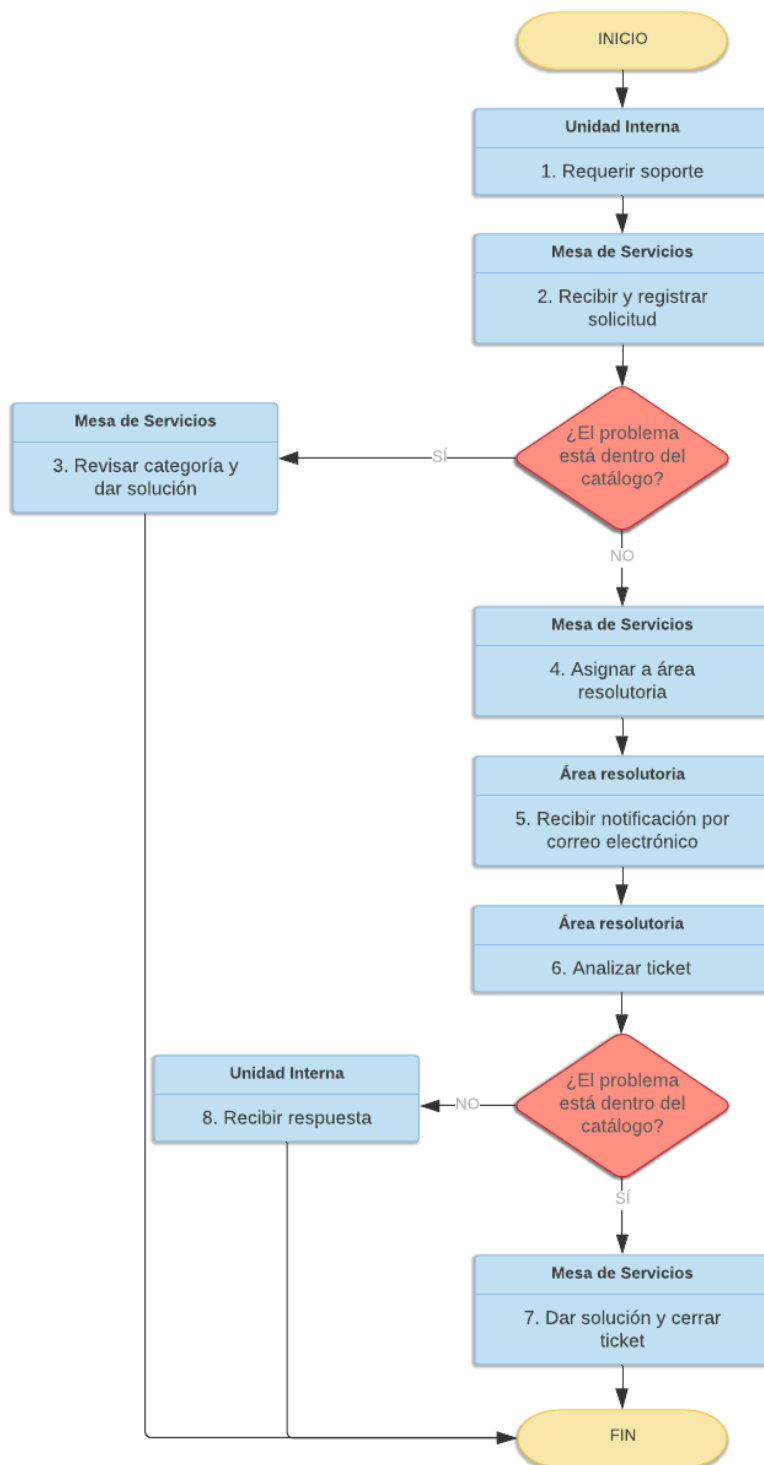 INICIO
Unidad Interna
1. Requerir soporte
Mesa de Servicios
2. Recibir y registrar
solicitud
¿El problema
está dentro del
catálogo?
SÍ
Mesa de Servicios
3. Revisar categoría y
dar solución
NO
Mesa de Servicios
4. Asignar a área
resolutoria
Área resolutoria
5. Recibir notificación por
correo electrónico
Área resolutoria
6. Analizar ticket
¿El problema
está dentro del
catálogo?
NO
Unidad Interna
8. Recibir respuesta
SÍ
Mesa de Servicios
7. Dar solución y cerrar
ticket
FIN